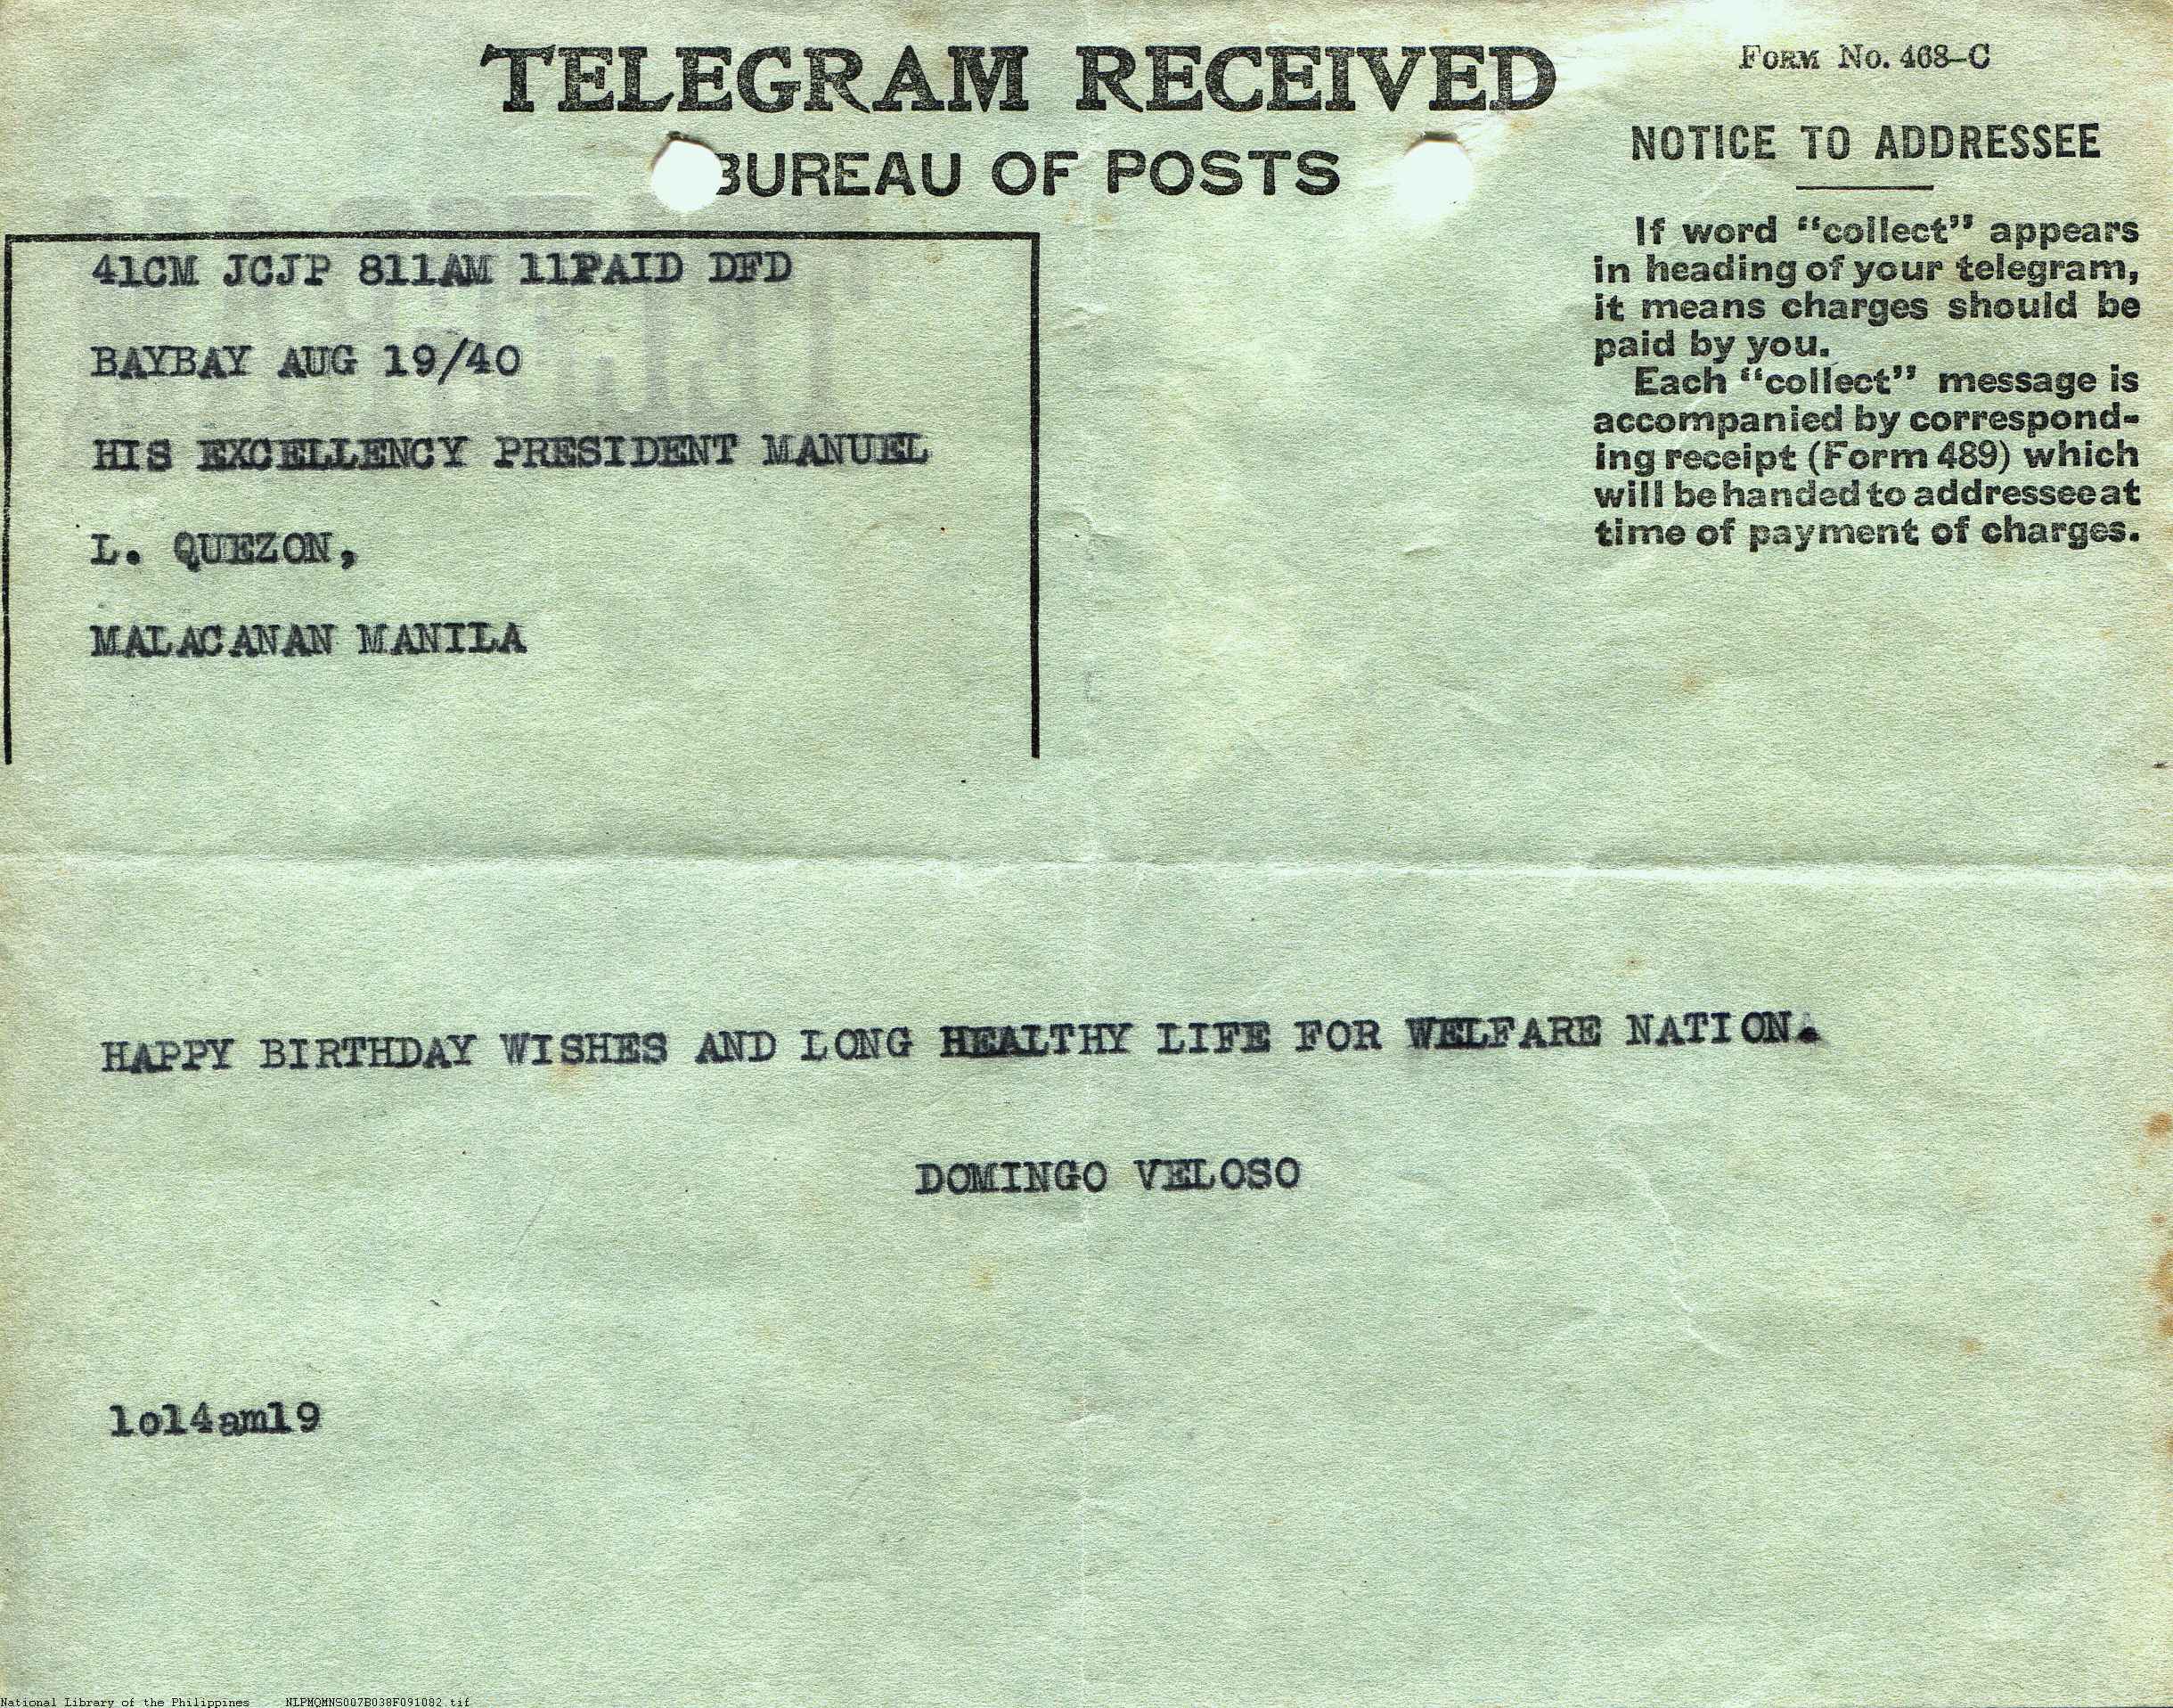 TELEGRAM RECEIVED
BUREAU OF POSTS
FORM NO. 468-C
NOTICE TO ADDRESSEE
If word "collect" appears
in heading of your telegram,
it means charges should be
paid by you.
Each "collect" message is
accompanied by correspond-
ing receipt (Form 489) which
will be handed to addressee at
time of payment of charges.
41CM JCJP 811AM 11PAID DFD
BAYBAY AUG 19/40
HIS EXCELLENCY PRESIDENT MANUEL
L. QUEZON,
MALACANAN MANILA
HAPPY BIRTHDAY WISHES AND LONG HEALTHY LIFE FOR WELFARE NATION.
DOMINGO VELOSO
lol4aml9
National Library of the Philippines NLPMQMNS007B038F091082.tif